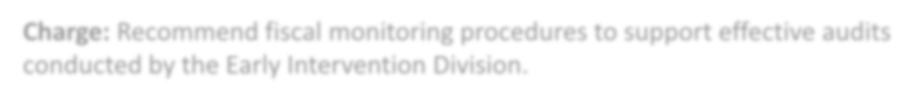 Charge: Recommend fiscal monitoring procedures to support effective audits
conducted by the Early Intervention Division.